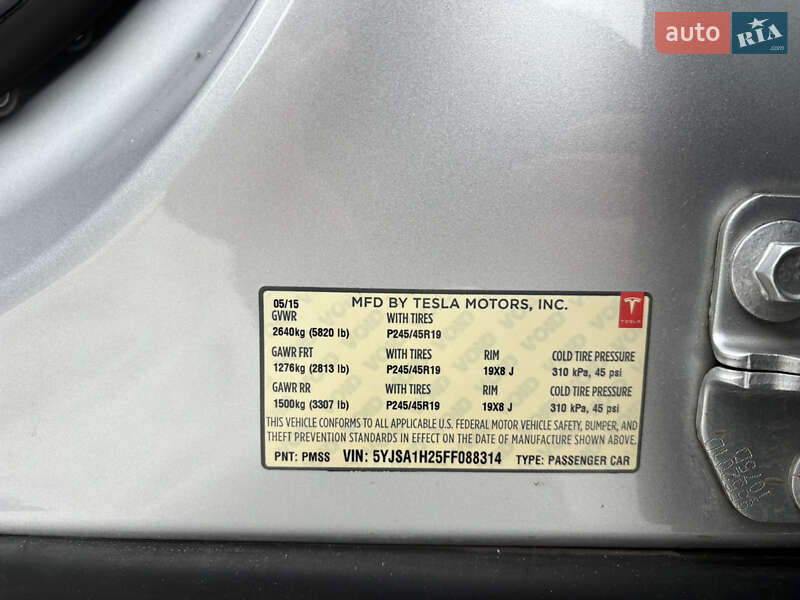 auto RIA.com
05/15 MFD BY TESLA MOTORS, INC.
GVWR WITH TIRES
2640kg (5820 lb) P245/45R19
GAWR FRT WITH TIRES RIM COLD TIRE PRESSURE
1276kg (2813 lb) P245/45R19 19X8 J 310 kPa, 45 psi
GAWR RR WITH TIRES RIM COLD TIRE PRESSURE
1500kg (3307 lb) P245/45R19 19X8 J 310 kPa, 45 psi
THIS VEHICLE CONFORMS TO ALL APPLICABLE U.S. FEDERAL MOTOR VEHICLE SAFETY, BUMPER, AND
THEFT PREVENTION STANDARDS IN EFFECT ON THE DATE OF MANUFACTURE SHOWN ABOVE.
PNT: PMSS VIN: 5YJSA1H25FF088314 TYPE: PASSENGER CAR
TESLA